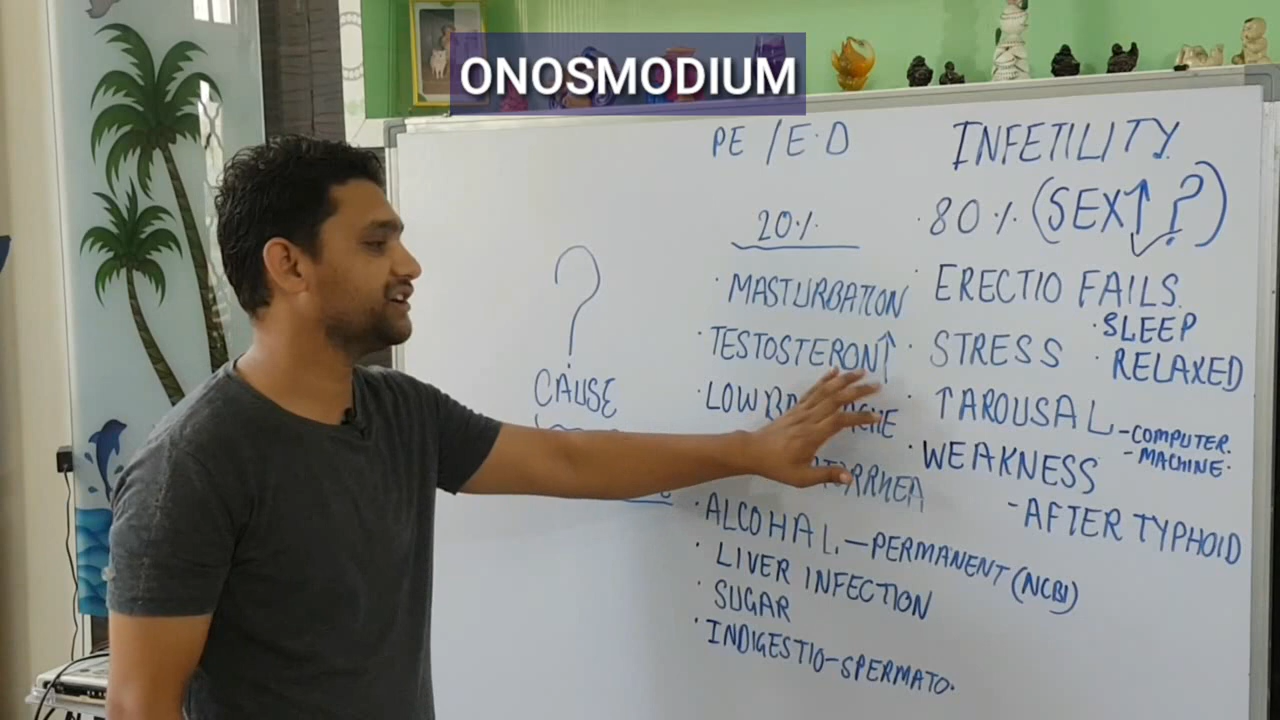 ONOSMODIUM
PE / E.D
20%
• MASTURBATION
• TESTOSTERON↑
• LOW
• ALCOHAL — PERMANENT (NCBI)
• LIVER INFECTION
• SUGAR
• INDIGESTIO-SPERMATO.
INFETILITY
• 80% (SEX↑ ?)
• ERECTIO FAILS.
• STRESS
• SLEEP
• RELAXED
• ↑AROUSAL
- COMPUTER.
- MACHINE.
• WEAKNESS
- AFTER TYPHOID
?
CAUSE